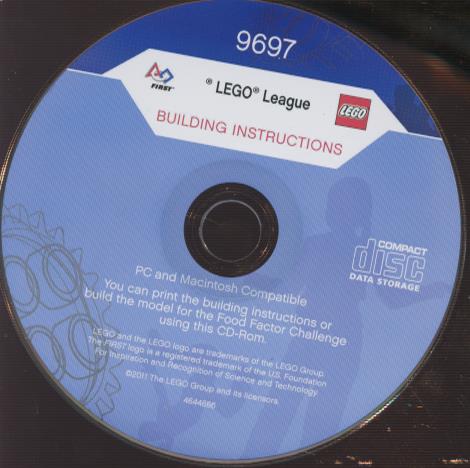 9697
FIRST
® LEGO® League
LEGO
BUILDING INSTRUCTIONS
COMPACT
disc
DATA STORAGE
PC and Macintosh Compatible
You can print the building instructions or
build the model for the Food Factor Challenge
using this CD-Rom.
LEGO and the LEGO logo are trademarks of the LEGO Group.
The FIRST logo is a registered trademark of the U.S. Foundation
For Inspiration and Recognition of Science and Technology.
©2011 The LEGO Group and its licensors.
4644666